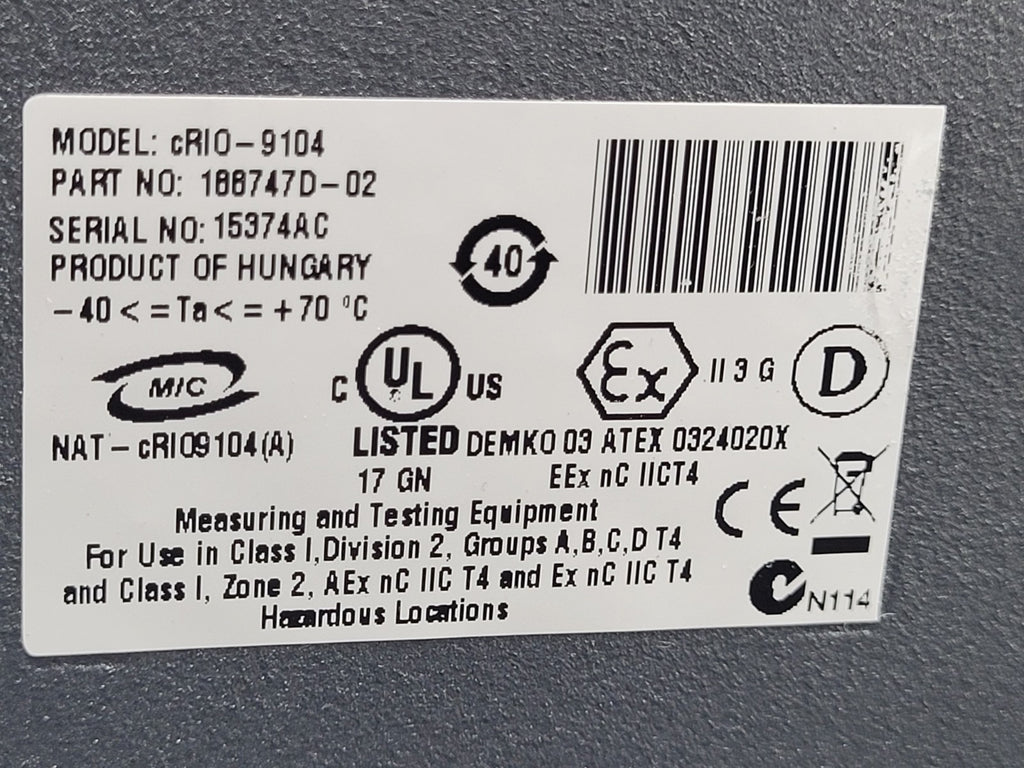 MODEL: cRIO-9104
PART NO: 188747D-02
SERIAL NO: 15374AC
PRODUCT OF HUNGARY
-40 < = Ta < = +70 °C
40
MIC
C UL US
Ex II 3 G
D
NAT-cRIO9104(A)
LISTED DEMKO 03 ATEX 0324020X
17 GN EEx nC IICT4
Measuring and Testing Equipment
For Use in Class I, Division 2, Groups A,B,C,D T4
and Class I, Zone 2, AEx nC IIC T4 and Ex nC IIC T4
Hazardous Locations
CE
N114